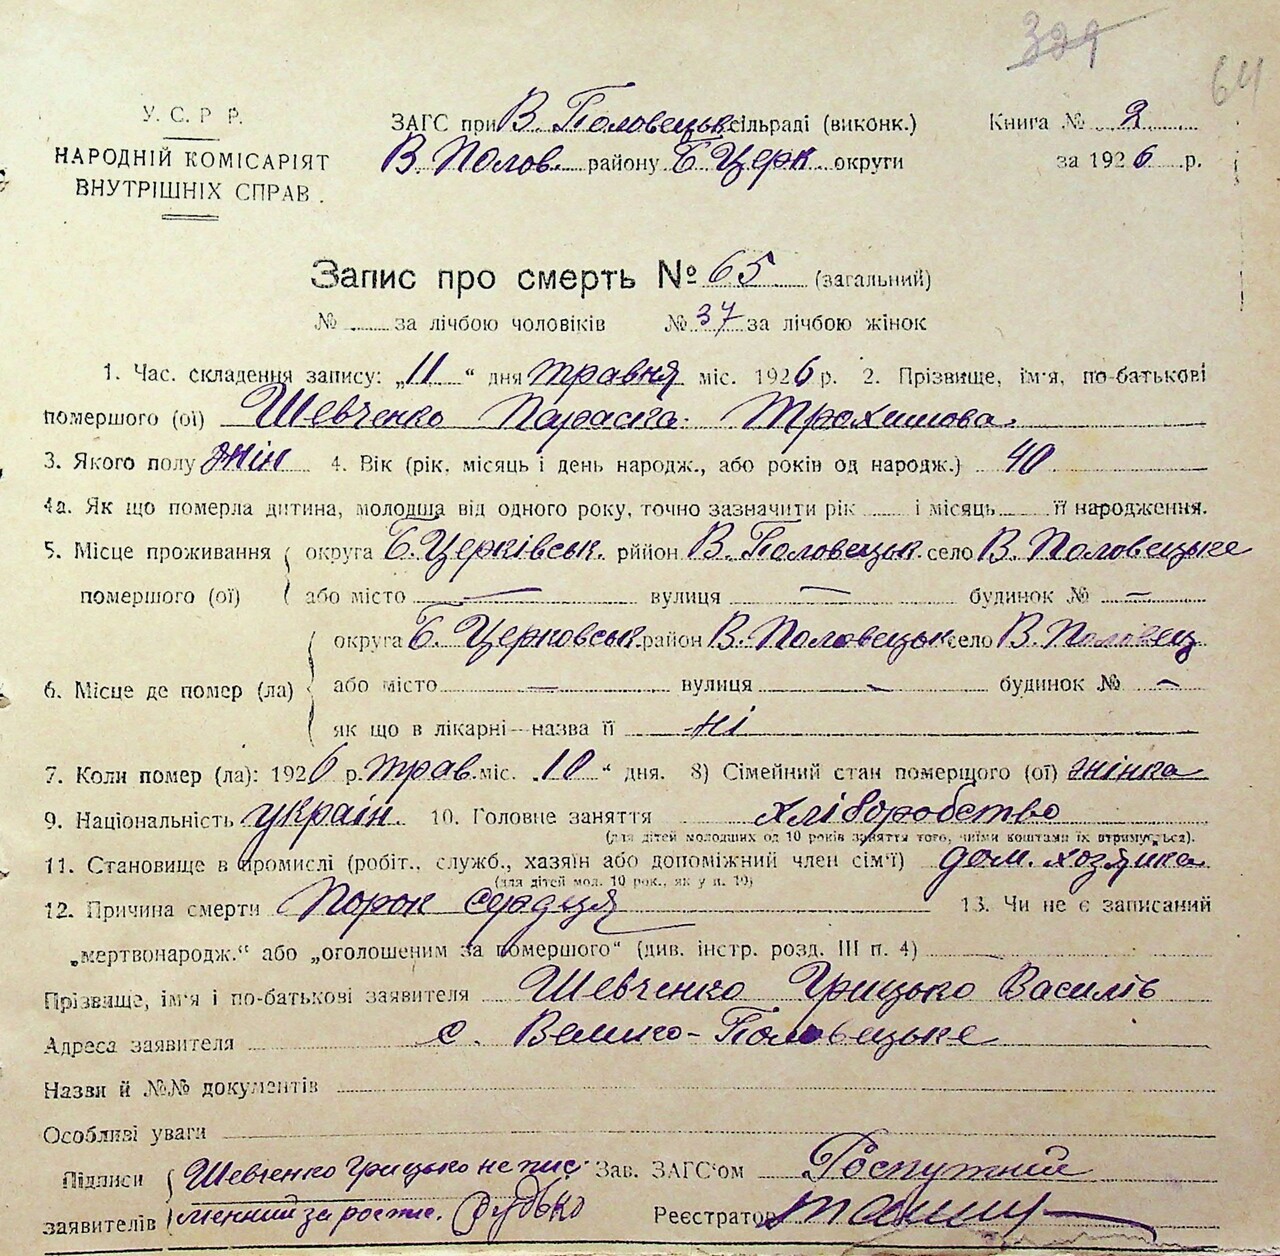 329
64
У. С. Р Р. ЗАГС при В. Половецьк сільраді (виконк.) Книга № 2
НАРОДНІЙ КОМІСАРІЯТ В. Полов. району Б Церк. округи за 1926 р.
ВНУТРІШНІХ СПРАВ.
Запис про смерть № 65 (загальний)
№ за лічбою чоловіків № 37 за лічбою жінок
1. Час. складення запису: „11“ дня травня міс. 1926 р. 2. Прізвище, ім'я, по-батькові
помершого (ої) Шевченко Параска Трохимова.
3. Якого полу жін 4. Вік (рік, місяць і день народж., або років од народж.) 40
4а. Як що померла дитина, молодша від одного року, точно зазначити рік і місяць її народження.
5. Місце проживання округа Б. Церківськ. рййон В. Половецьк. село В. Половецьке
помершого (ої) або місто — вулиця — будинок № —
округа Б. Церковськ. район В. Половецьк село В. Половец
6. Місце де помер (ла) або місто — вулиця — будинок № —
як що в лікарні—назва її ні
7. Коли помер (ла): 1926 р. трав. міс. „10“ дня. 8) Сімейний стан померщого (ої) жінка
9. Національність україн. 10. Головне заняття хліборобство
(для дітей молодших од 10 років заняття того, чиїми коштами їх втримується).
11. Становище в промислі (робіт., служб., хазяїн або допоміжний член сім'ї) дом. хозяйка
(для дітей мол. 10 рок., як у п. 10)
12. Причина смерти Порок сердця 13. Чи не є записаний
„мертвонародж.“ або „оголошеним за помершого“ (див. інстр. розд. III п. 4)
Прізвище, ім'я і по-батькові заявителя Шевченко Грицько Василів
Адреса заявителя с. Велико-Половецьке
Назви й №№ документів
Особливі уваги
Підписи Шевченко Грицько не пис- Зав. ЗАГС'ом Роспутний
заявителів менний за роспис. Реєстратор